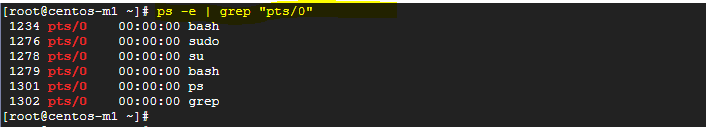 [root@centos-m1 ~]# ps -e | grep "pts/0"
1234 pts/0    00:00:00 bash
1276 pts/0    00:00:00 sudo
1278 pts/0    00:00:00 su
1279 pts/0    00:00:00 bash
1301 pts/0    00:00:00 ps
1302 pts/0    00:00:00 grep
[root@centos-m1 ~]#